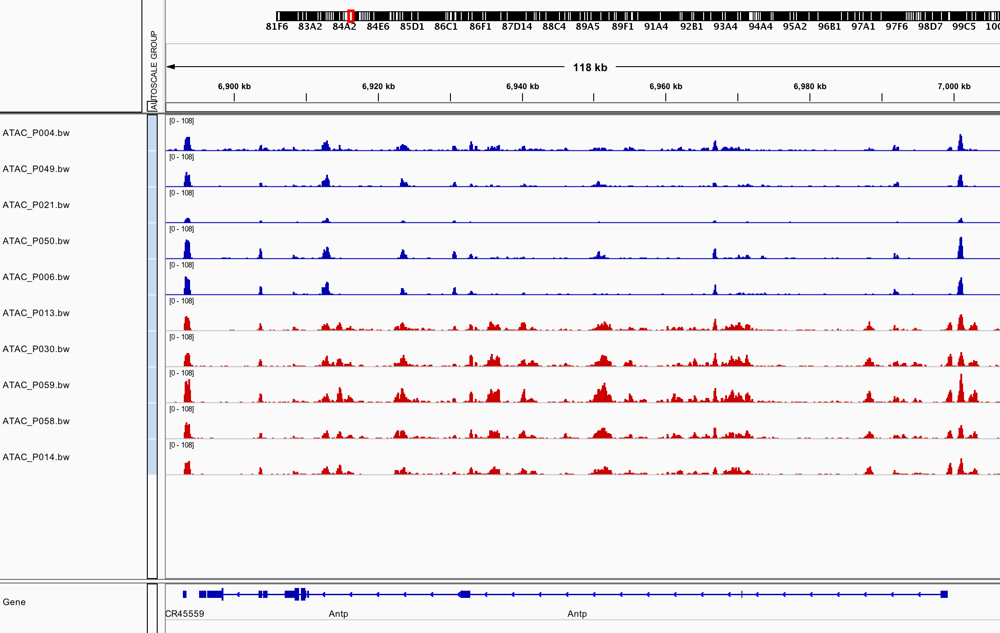 81F6 83A2 84A2 84E6 85D1 86C1 86F1 87D14 88C4 89A5 89F1 91A4 92B1 93A4 94A4 95A2 96B1 97A1 97F6 98D7 99C5 100
AUTOSCALE GROUP
118 kb
6,900 kb 6,920 kb 6,940 kb 6,960 kb 6,980 kb 7,000 kb
[0 - 108]
ATAC_P004.bw
[0 - 108]
ATAC_P049.bw
[0 - 108]
ATAC_P021.bw
[0 - 108]
ATAC_P050.bw
[0 - 108]
ATAC_P006.bw
[0 - 108]
ATAC_P013.bw
[0 - 108]
ATAC_P030.bw
[0 - 108]
ATAC_P059.bw
[0 - 108]
ATAC_P058.bw
[0 - 108]
ATAC_P014.bw
Gene
CR45559 Antp Antp